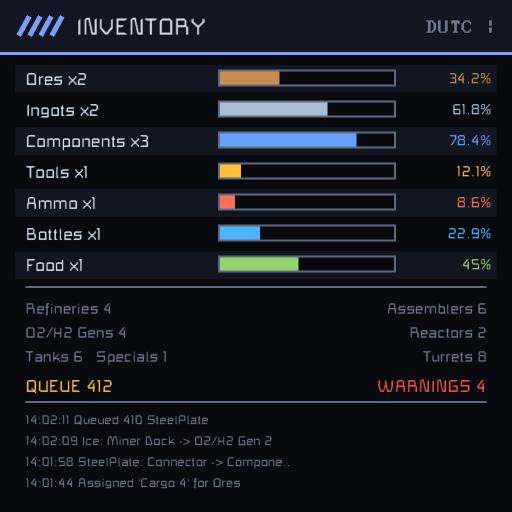 INVENTORY DUTC
Ores x2 34.2%
Ingots x2 61.8%
Components x3 78.4%
Tools x1 12.1%
Ammo x1 8.6%
Bottles x1 22.9%
Food x1 45%
Refineries 4 Assemblers 6
O2/H2 Gens 4 Reactors 2
Tanks 6 Specials 1 Turrets 8
QUEUE 412 WARNINGS 4
14:02:11 Queued 410 SteelPlate
14:02:09 Ice: Miner Dock -> O2/H2 Gen 2
14:01:58 SteelPlate: Connector -> Compone..
14:01:44 Assigned 'Cargo 4' for Ores